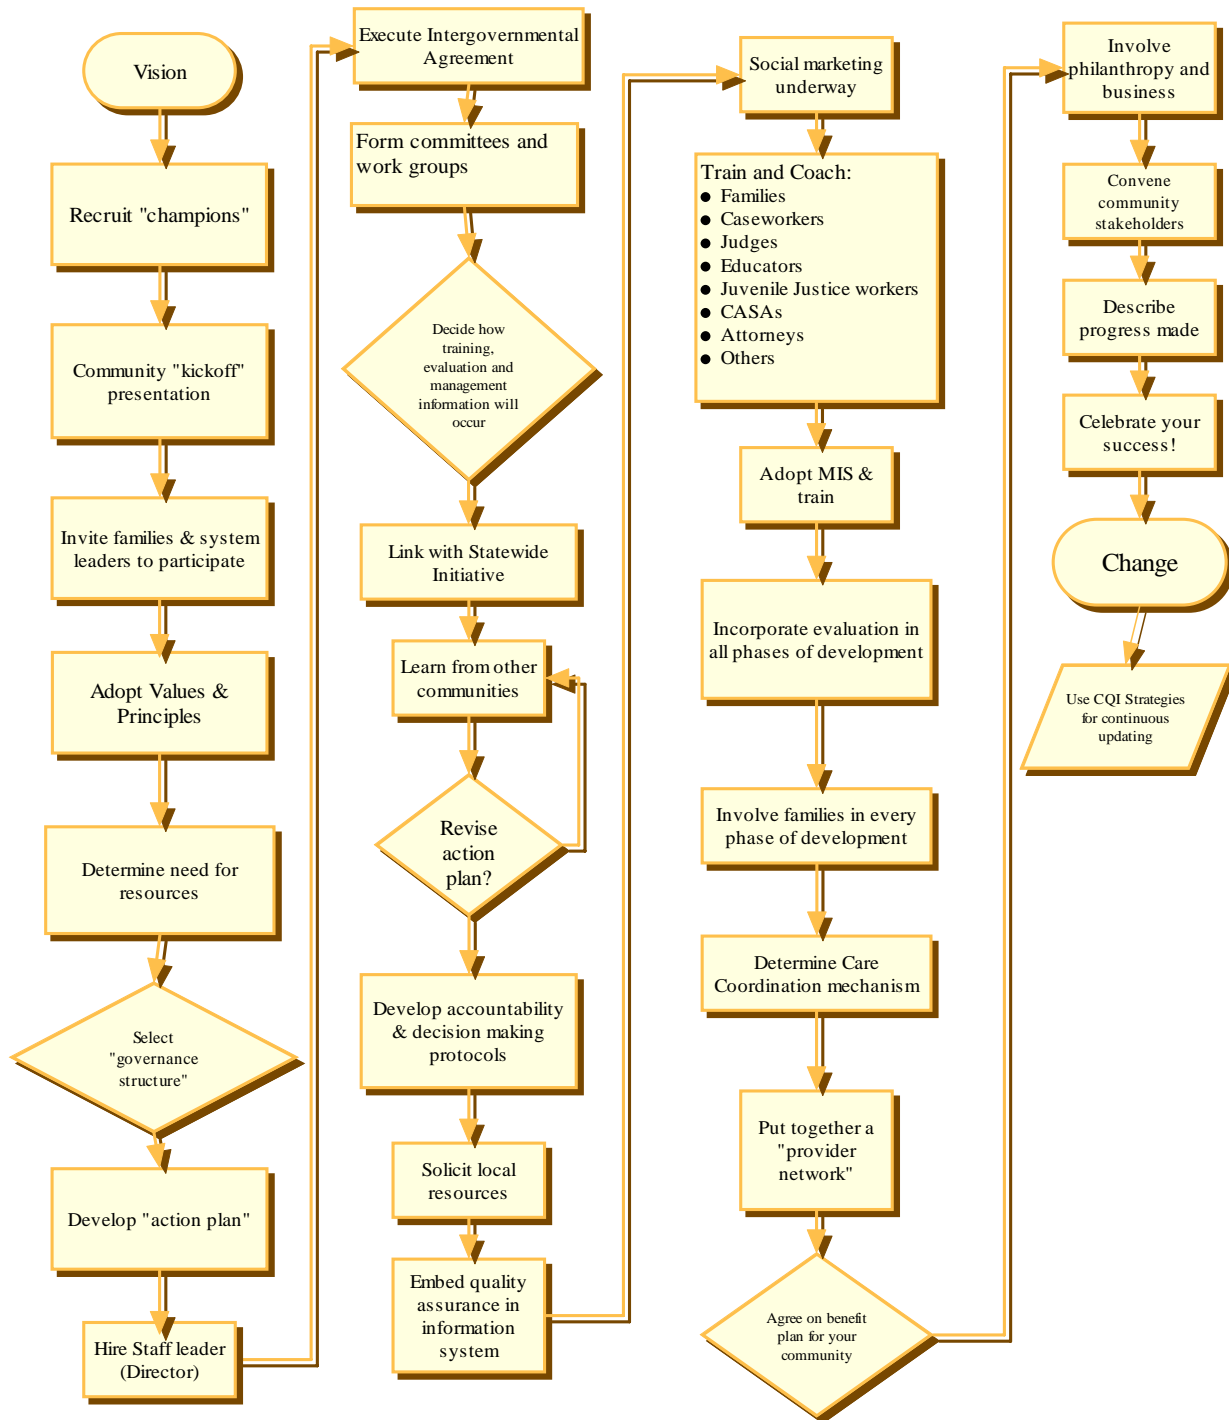 Vision
Recruit "champions"
Community "kickoff"
presentation
Invite families & system
leaders to participate
Adopt Values &
Principles
Determine need for
resources
Select
"governance
structure"
Develop "action plan"
Hire Staff leader
(Director)
Execute Intergovernmental
Agreement
Form committees and
work groups
Decide how
training,
evaluation and
management
information will
occur
Link with Statewide
Initiative
Learn from other
communities
Revise
action
plan?
Develop accountability
& decision making
protocols
Solicit local
resources
Embed quality
assurance in
information
system
Social marketing
underway
Train and Coach:
● Families
● Caseworkers
● Judges
● Educators
● Juvenile Justice workers
● CASAs
● Attorneys
● Others
Adopt MIS &
train
Incorporate evaluation in
all phases of development
Involve families in every
phase of development
Determine Care
Coordination mechanism
Put together a
"provider
network"
Agree on benefit
plan for your
community
Involve
philanthropy and
business
Convene
community
stakeholders
Describe
progress made
Celebrate your
success!
Change
Use CQI Strategies
for continuous
updating